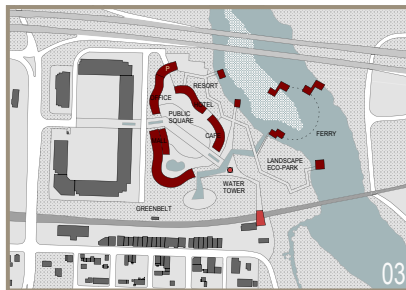 RESORT
OFFICE
HOTEL
PUBLIC
SQUARE
CAFE
FERRY
LANDSCAPE
ECO-PARK
WATER
TOWER
GREENBELT
03